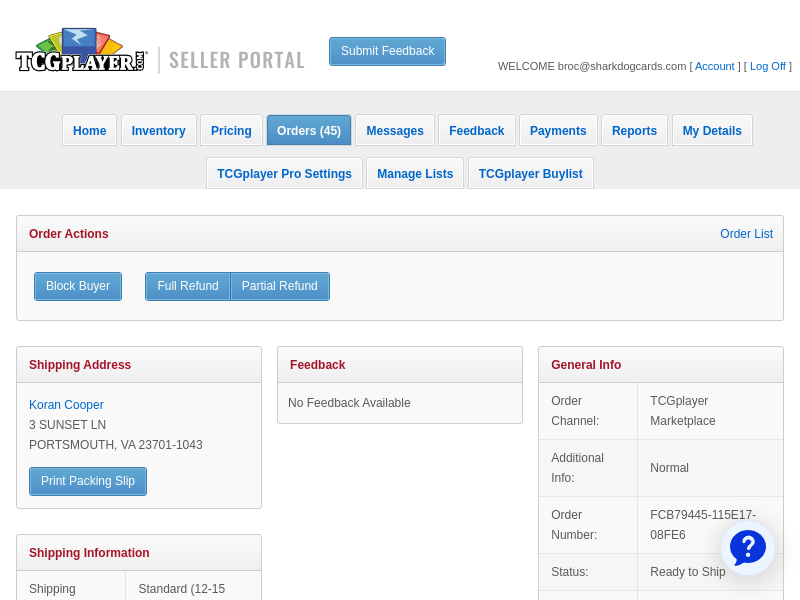 TCGPLAYER.COM SELLER PORTAL
Submit Feedback
WELCOME broc@sharkdogcards.com [ Account ] [ Log Off ]
Home Inventory Pricing Orders (45) Messages Feedback Payments Reports My Details
TCGplayer Pro Settings Manage Lists TCGplayer Buylist
Order Actions
Order List
Block Buyer Full Refund Partial Refund
Shipping Address
Koran Cooper
3 SUNSET LN
PORTSMOUTH, VA 23701-1043
Print Packing Slip
Shipping Information
Shipping Standard (12-15
Feedback
No Feedback Available
General Info
Order
Channel:
TCGplayer
Marketplace
Additional
Info:
Normal
Order
Number:
FCB79445-115E17-
08FE6
Status: Ready to Ship